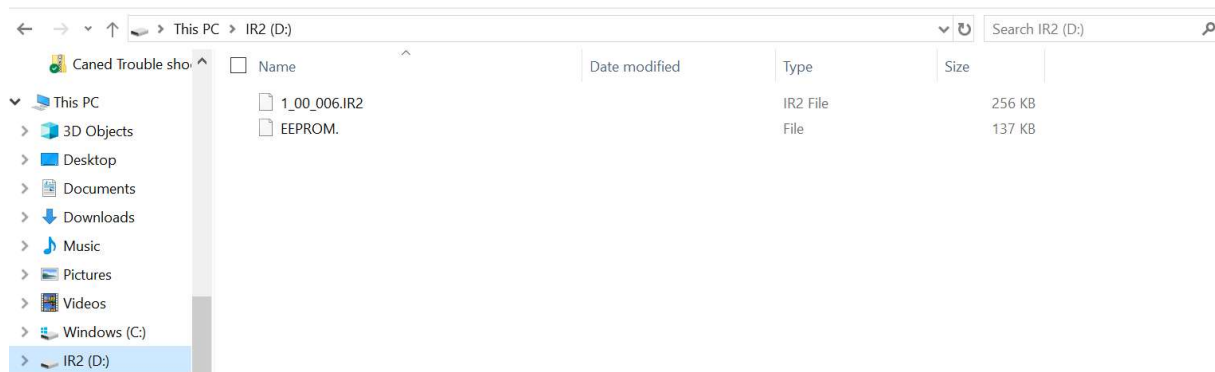 This PC > IR2 (D:)
Search IR2 (D:)
Caned Trouble sho
Name Date modified Type Size
This PC
1_00_006.IR2 IR2 File 256 KB
3D Objects
EEPROM. File 137 KB
Desktop
Documents
Downloads
Music
Pictures
Videos
Windows (C:)
IR2 (D:)